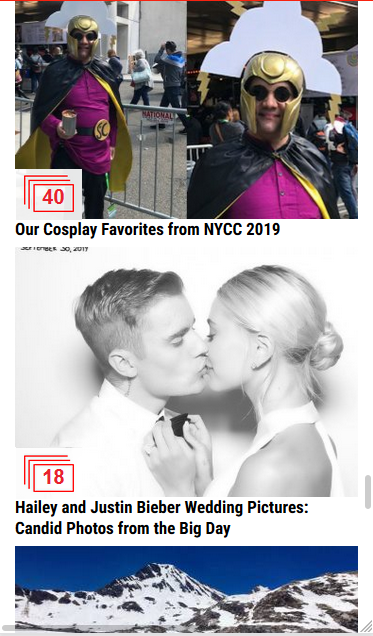 NATIONAL
SC
40
Our Cosplay Favorites from NYCC 2019
SEPTEMBER 30, 2019
18
Hailey and Justin Bieber Wedding Pictures:
Candid Photos from the Big Day